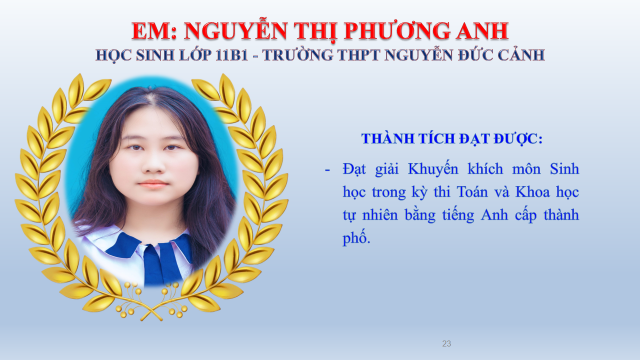 EM: NGUYỄN THỊ PHƯƠNG ANH
HỌC SINH LỚP 11B1 - TRƯỜNG THPT NGUYỄN ĐỨC CẢNH
THÀNH TÍCH ĐẠT ĐƯỢC:
- Đạt giải Khuyến khích môn Sinh
học trong kỳ thi Toán và Khoa học
tự nhiên bằng tiếng Anh cấp thành
phố.
23